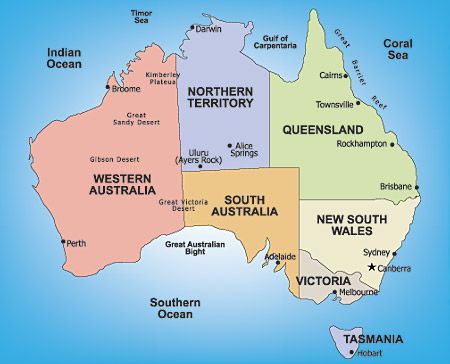 Timor
Sea
Darwin
Indian
Ocean
Gulf of
Carpentaria
Coral
Sea
Great Barrier Reef
Kimberley
Plateua
Broome
NORTHERN
TERRITORY
Cairns
Townsville
Great
Sandy Desert
QUEENSLAND
Rockhampton
Gibson Desert
Uluru
(Ayers Rock)
Alice
Springs
WESTERN
AUSTRALIA
Brisbane
Great Victoria
Desert
SOUTH
AUSTRALIA
NEW SOUTH
WALES
Perth
Great Australian
Bight
Adelaide
Sydney
Canberra
VICTORIA
Melbourne
Southern
Ocean
TASMANIA
Hobart